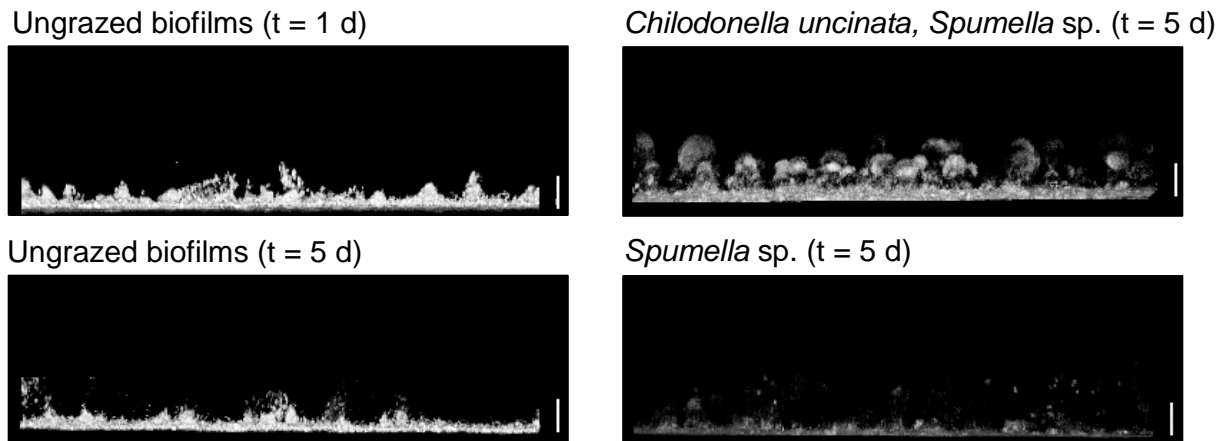 Ungrazed biofilms (t = 1 d)
Chilodonella uncinata, Spumella sp. (t = 5 d)
Ungrazed biofilms (t = 5 d)
Spumella sp. (t = 5 d)